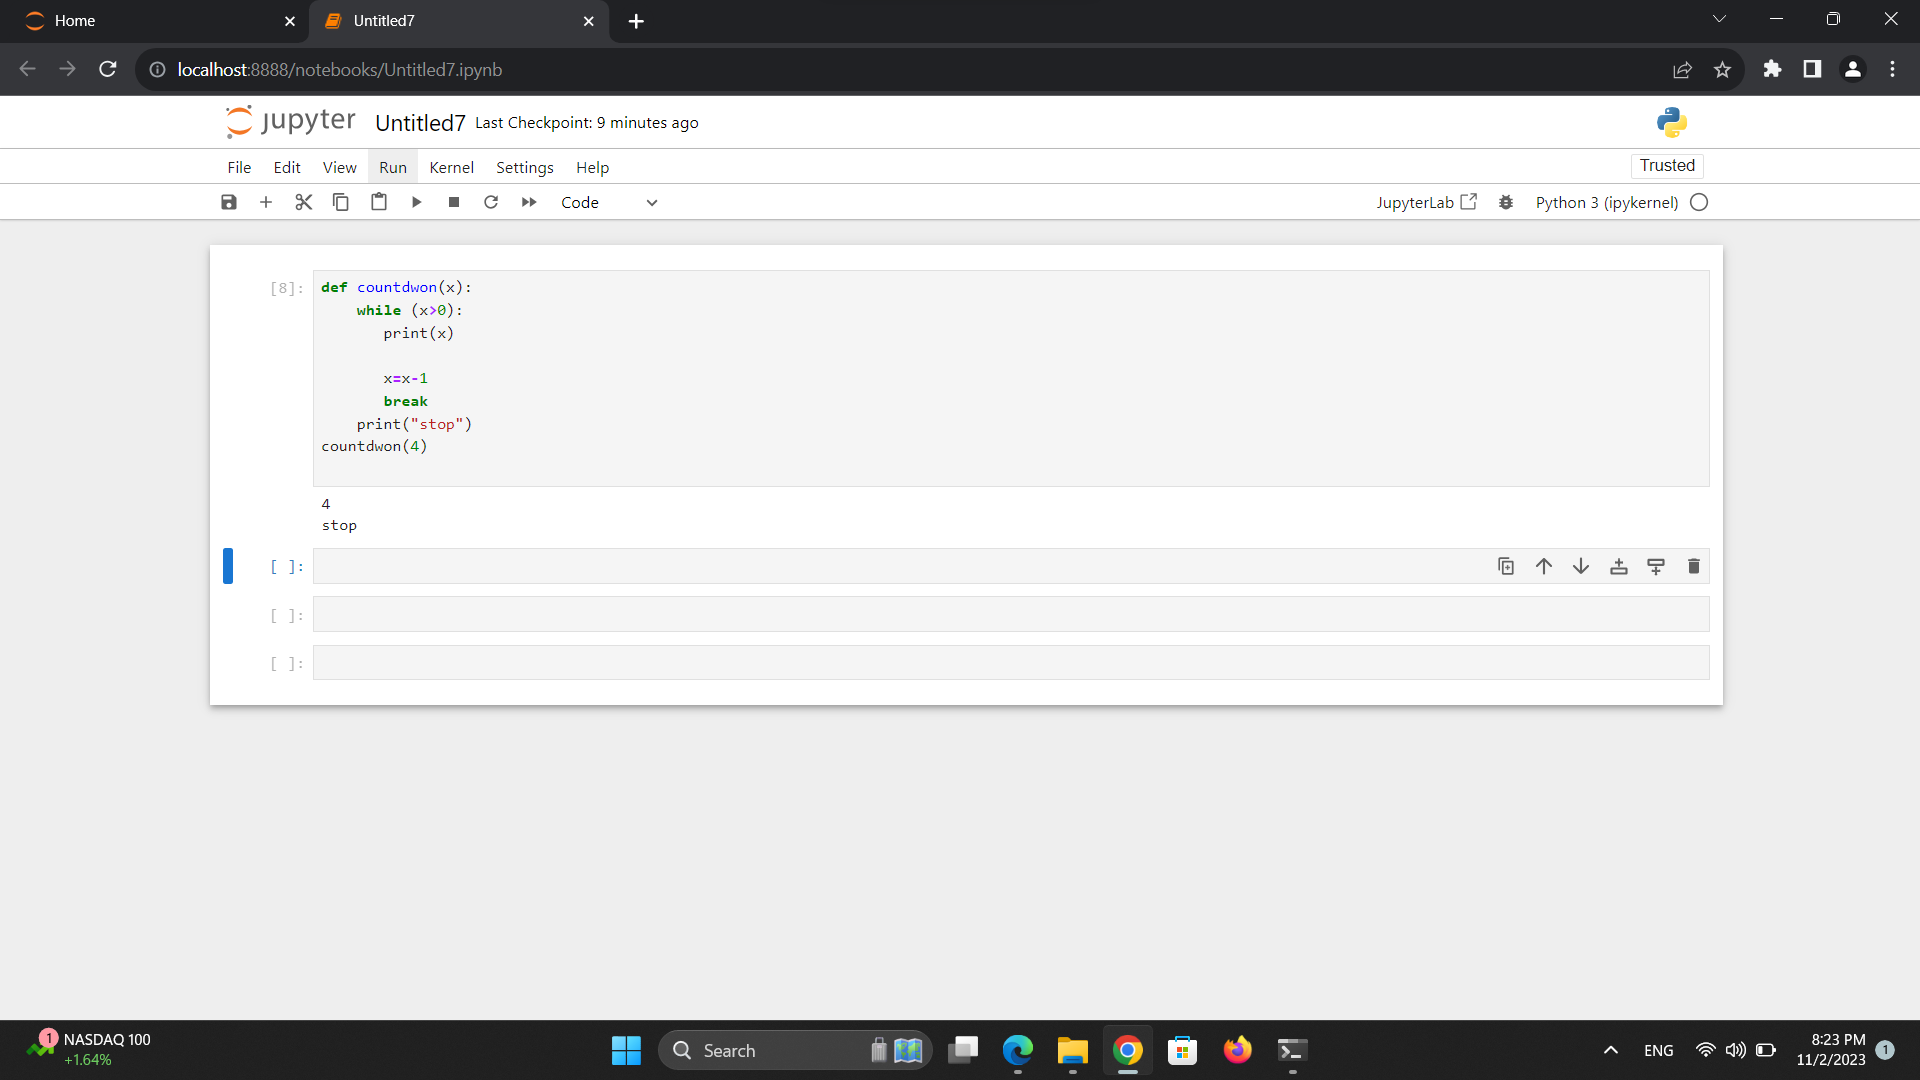 Home
Untitled7
localhost:8888/notebooks/Untitled7.ipynb
jupyter Untitled7 Last Checkpoint: 9 minutes ago
File Edit View Run Kernel Settings Help
Trusted
Code
JupyterLab
Python 3 (ipykernel)
[8]:
def countdwon(x):
    while (x>0):
       print(x)

       x=x-1
       break
    print("stop")
countdwon(4)
4
stop
[ ]:
[ ]:
[ ]:
1
NASDAQ 100
+1.64%
Search
ENG
8:23 PM
11/2/2023
1